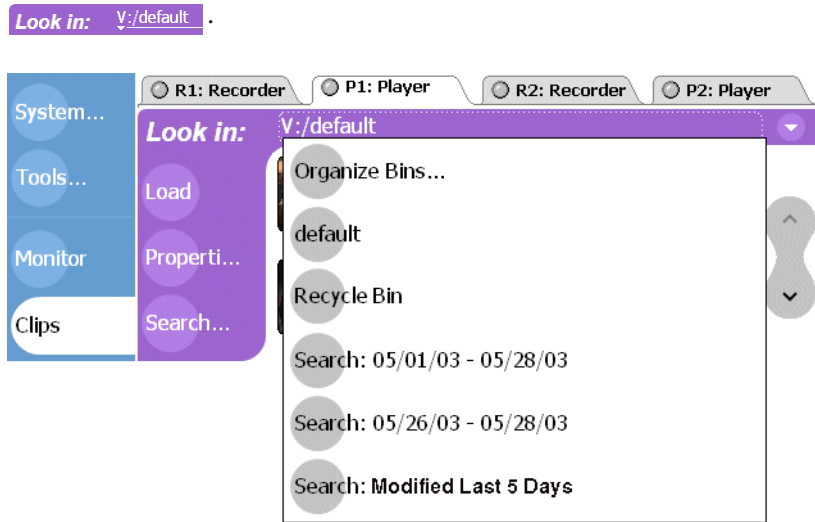 Look in: V:/default .
R1: Recorder P1: Player R2: Recorder P2: Player
System...
Look in: V:/default
Tools...
Load
Organize Bins...
default
Monitor
Properti...
Recycle Bin
Clips
Search...
Search: 05/01/03 - 05/28/03
Search: 05/26/03 - 05/28/03
Search: Modified Last 5 Days